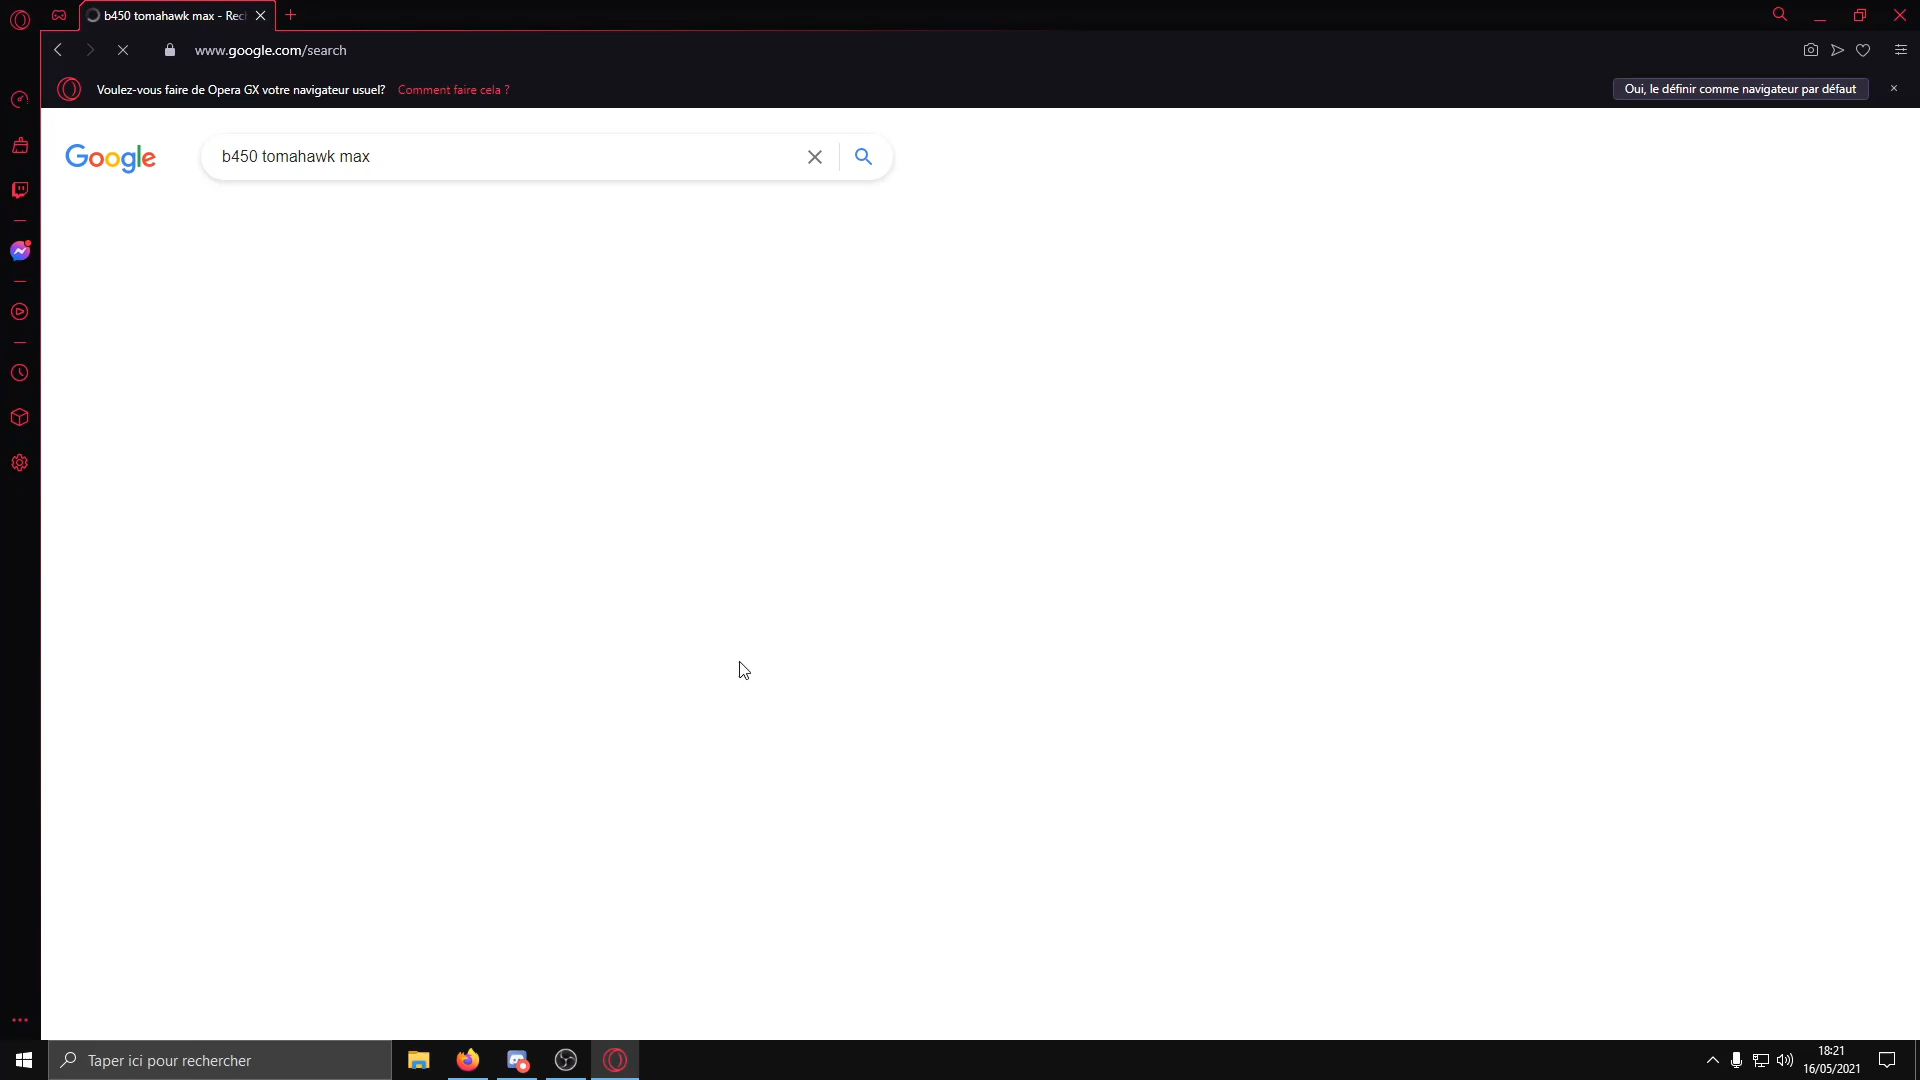 b450 tomahawk max - Rec
www.google.com/search
Voulez-vous faire de Opera GX votre navigateur usuel? Comment faire cela ?
Oui, le définir comme navigateur par défaut
Google
b450 tomahawk max
Taper ici pour rechercher
18:21
16/05/2021